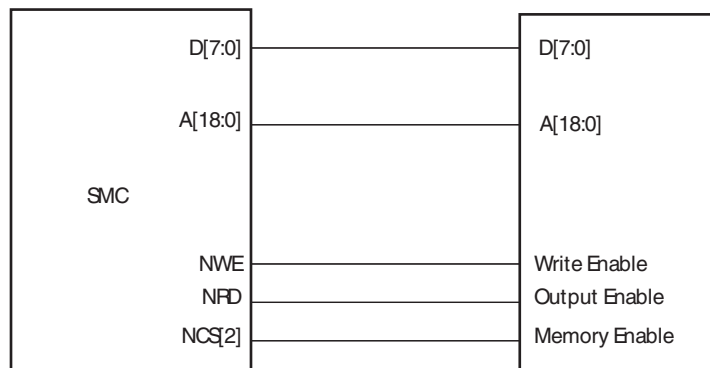 D[7:0] D[7:0]
A[18:0] A[18:0]
SMC
NWE Write Enable
NRD Output Enable
NCS[2] Memory Enable